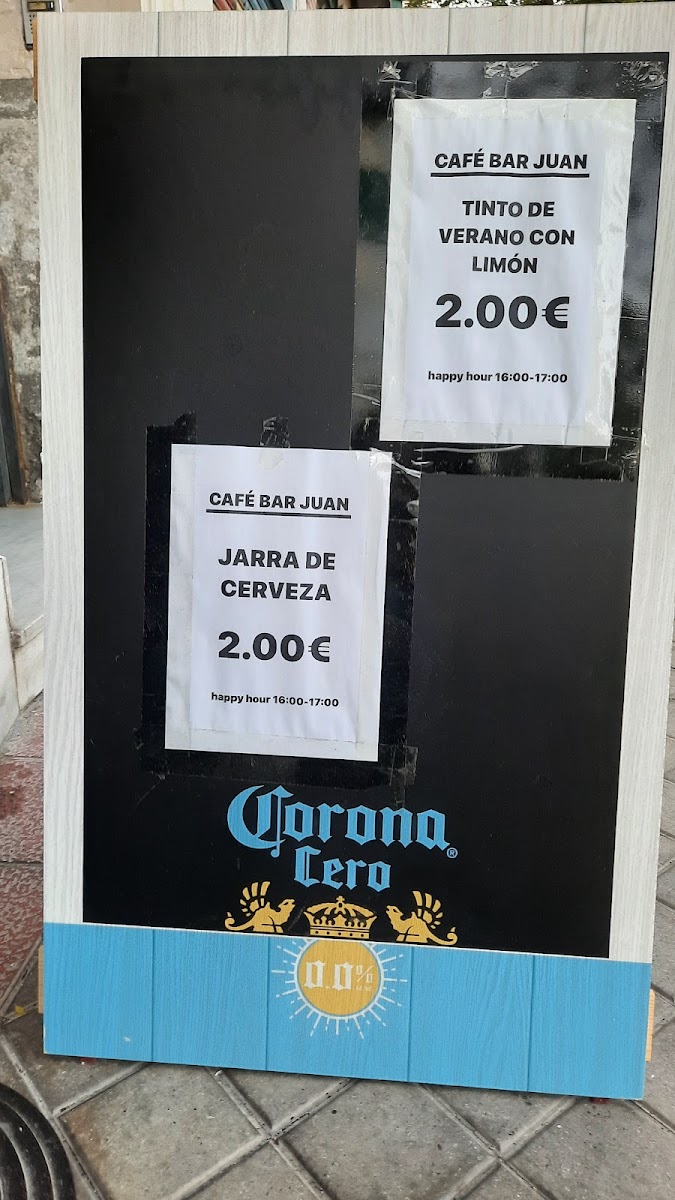 CAFÉ BAR JUAN
TINTO DE
VERANO CON
LIMÓN
2.00€
happy hour 16:00-17:00
CAFÉ BAR JUAN
JARRA DE
CERVEZA
2.00€
happy hour 16:00-17:00
Corona®
Cero
0.0%